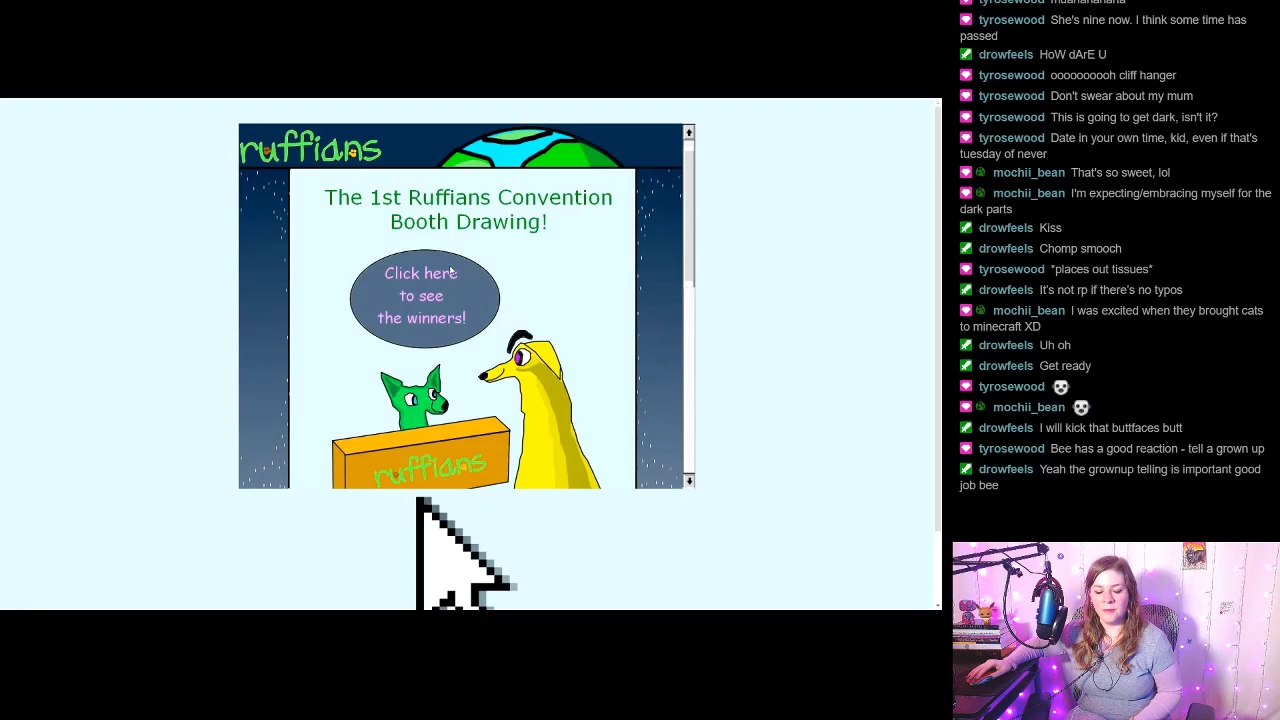 ruffians
The 1st Ruffians Convention
Booth Drawing!
Click here
to see
the winners!
ruffians
tyrosewood She's nine now. I think some time has
passed
drowfeels HoW dArE U
tyrosewood ooooooooh cliff hanger
tyrosewood Don't swear about my mum
tyrosewood This is going to get dark, isn't it?
tyrosewood Date in your own time, kid, even if that's
tuesday of never
mochii_bean That's so sweet, lol
mochii_bean I'm expecting/embracing myself for the
dark parts
drowfeels Kiss
drowfeels Chomp smooch
tyrosewood *places out tissues*
drowfeels It's not rp if there's no typos
mochii_bean I was excited when they brought cats
to minecraft XD
drowfeels Uh oh
drowfeels Get ready
tyrosewood
mochii_bean
drowfeels I will kick that buttfaces butt
tyrosewood Bee has a good reaction - tell a grown up
drowfeels Yeah the grownup telling is important good
job bee